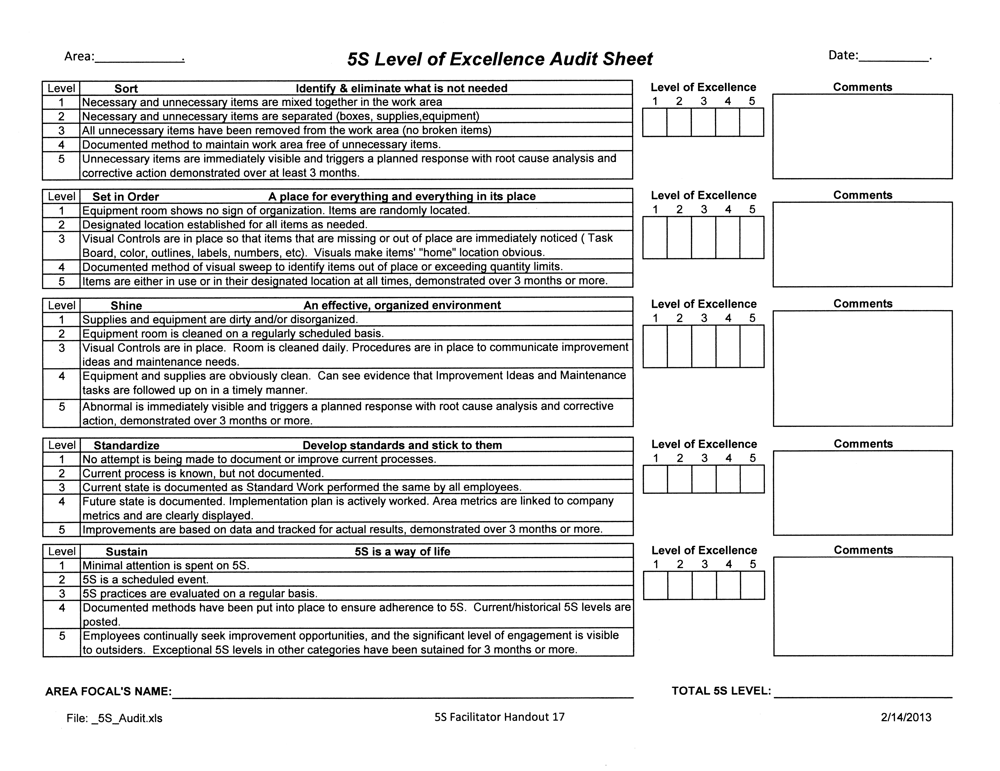 Area:____________.
5S Level of Excellence Audit Sheet
Date:__________.
Level Sort Identify & eliminate what is not needed
1 Necessary and unnecessary items are mixed together in the work area
2 Necessary and unnecessary items are separated (boxes, supplies,equipment)
3 All unnecessary items have been removed from the work area (no broken items)
4 Documented method to maintain work area free of unnecessary items.
5 Unnecessary items are immediately visible and triggers a planned response with root cause analysis and
corrective action demonstrated over at least 3 months.
Level of Excellence
1 2 3 4 5
Comments
Level Set in Order A place for everything and everything in its place
1 Equipment room shows no sign of organization. Items are randomly located.
2 Designated location established for all items as needed.
3 Visual Controls are in place so that items that are missing or out of place are immediately noticed ( Task
Board, color, outlines, labels, numbers, etc). Visuals make items' "home" location obvious.
4 Documented method of visual sweep to identify items out of place or exceeding quantity limits.
5 Items are either in use or in their designated location at all times, demonstrated over 3 months or more.
Level of Excellence
1 2 3 4 5
Comments
Level Shine An effective, organized environment
1 Supplies and equipment are dirty and/or disorganized.
2 Equipment room is cleaned on a regularly scheduled basis.
3 Visual Controls are in place. Room is cleaned daily. Procedures are in place to communicate improvement
ideas and maintenance needs.
4 Equipment and supplies are obviously clean. Can see evidence that Improvement Ideas and Maintenance
tasks are followed up on in a timely manner.
5 Abnormal is immediately visible and triggers a planned response with root cause analysis and corrective
action, demonstrated over 3 months or more.
Level of Excellence
1 2 3 4 5
Comments
Level Standardize Develop standards and stick to them
1 No attempt is being made to document or improve current processes.
2 Current process is known, but not documented.
3 Current state is documented as Standard Work performed the same by all employees.
4 Future state is documented. Implementation plan is actively worked. Area metrics are linked to company
metrics and are clearly displayed.
5 Improvements are based on data and tracked for actual results, demonstrated over 3 months or more.
Level of Excellence
1 2 3 4 5
Comments
Level Sustain 5S is a way of life
1 Minimal attention is spent on 5S.
2 5S is a scheduled event.
3 5S practices are evaluated on a regular basis.
4 Documented methods have been put into place to ensure adherence to 5S. Current/historical 5S levels are
posted.
5 Employees continually seek improvement opportunities, and the significant level of engagement is visible
to outsiders. Exceptional 5S levels in other categories have been sutained for 3 months or more.
Level of Excellence
1 2 3 4 5
Comments
AREA FOCAL'S NAME:
TOTAL 5S LEVEL:
File: _5S_Audit.xls
5S Facilitator Handout 17
2/14/2013